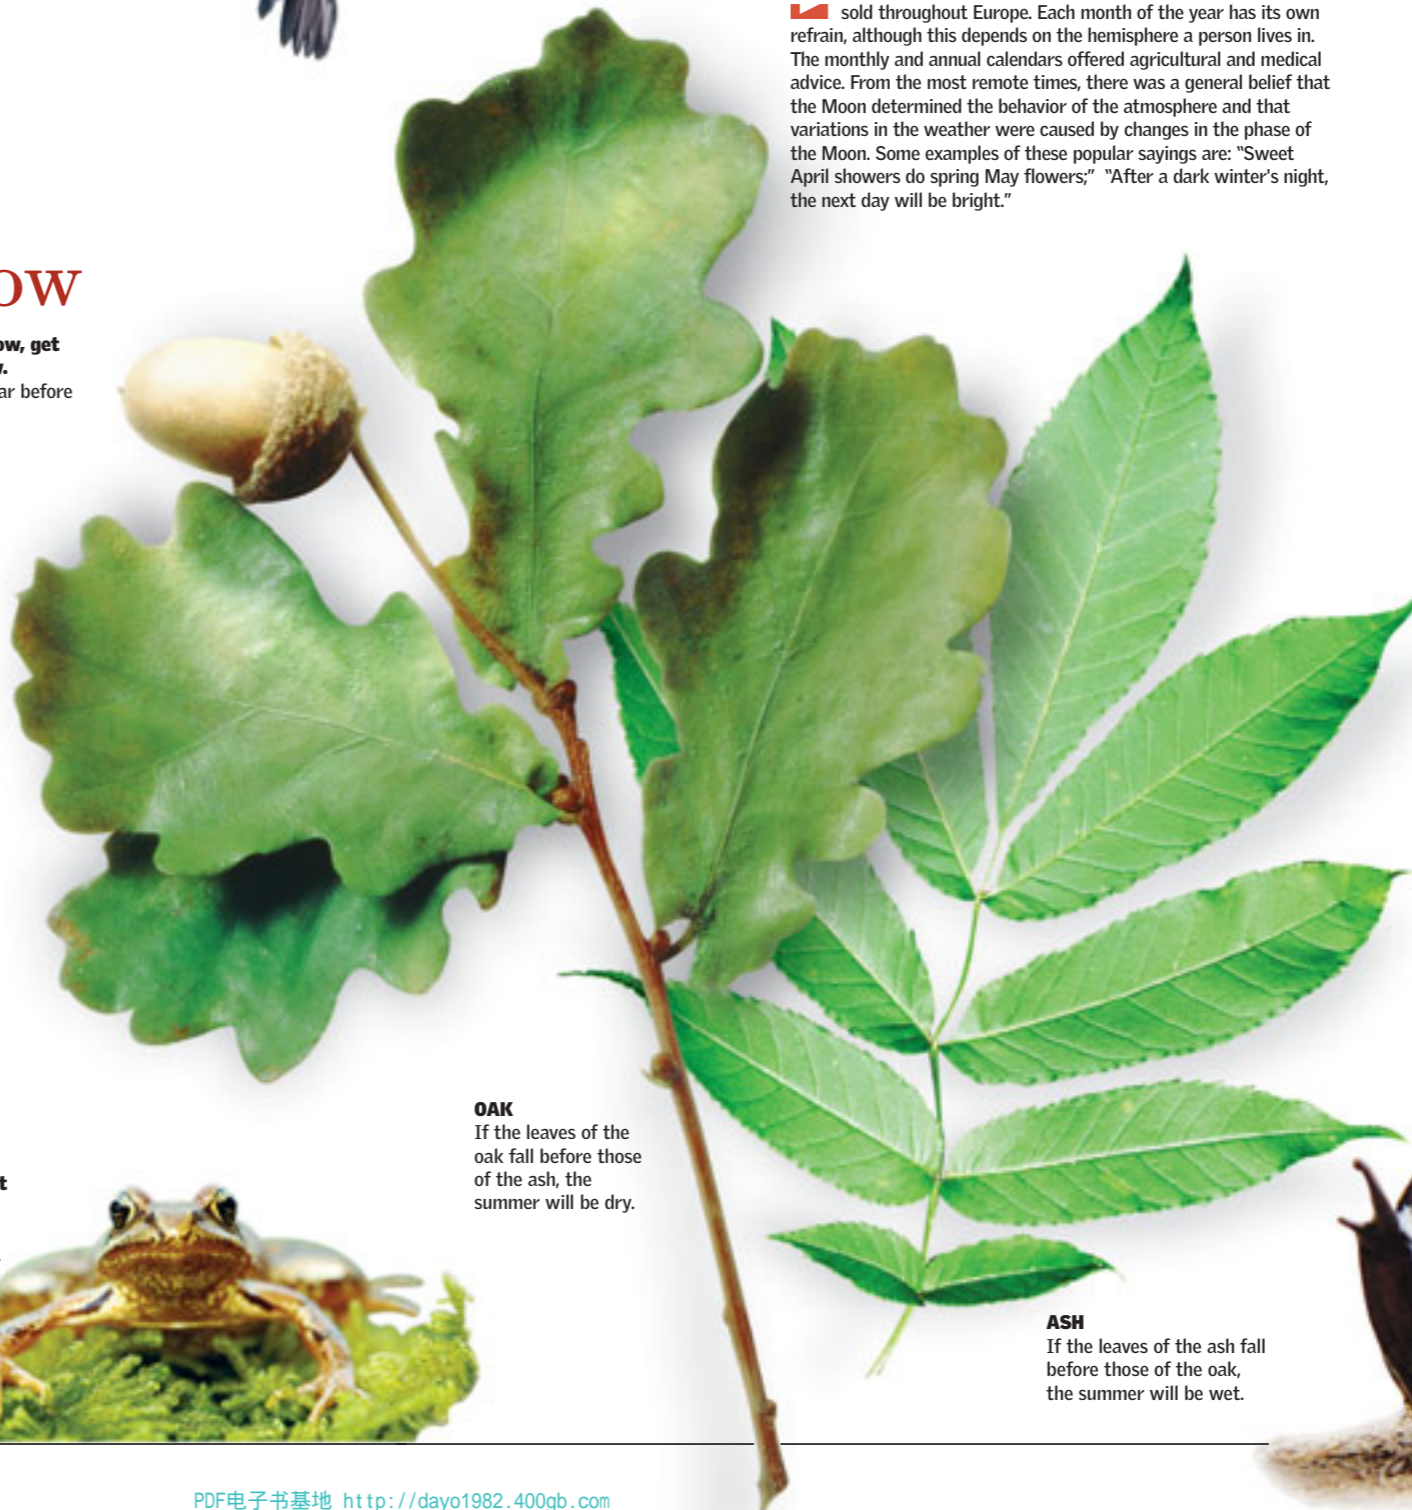 sold throughout Europe. Each month of the year has its own
refrain, although this depends on the hemisphere a person lives in.
The monthly and annual calendars offered agricultural and medical
advice. From the most remote times, there was a general belief that
the Moon determined the behavior of the atmosphere and that
variations in the weather were caused by changes in the phase of
the Moon. Some examples of these popular sayings are: “Sweet
April showers do spring May flowers;” “After a dark winter's night,
the next day will be bright.”
ow, get
before
OAK
If the leaves of the
oak fall before those
of the ash, the
summer will be dry.
ASH
If the leaves of the ash fall
before those of the oak,
the summer will be wet.
PDF电子书基地 http://dayo1982.400gb.com